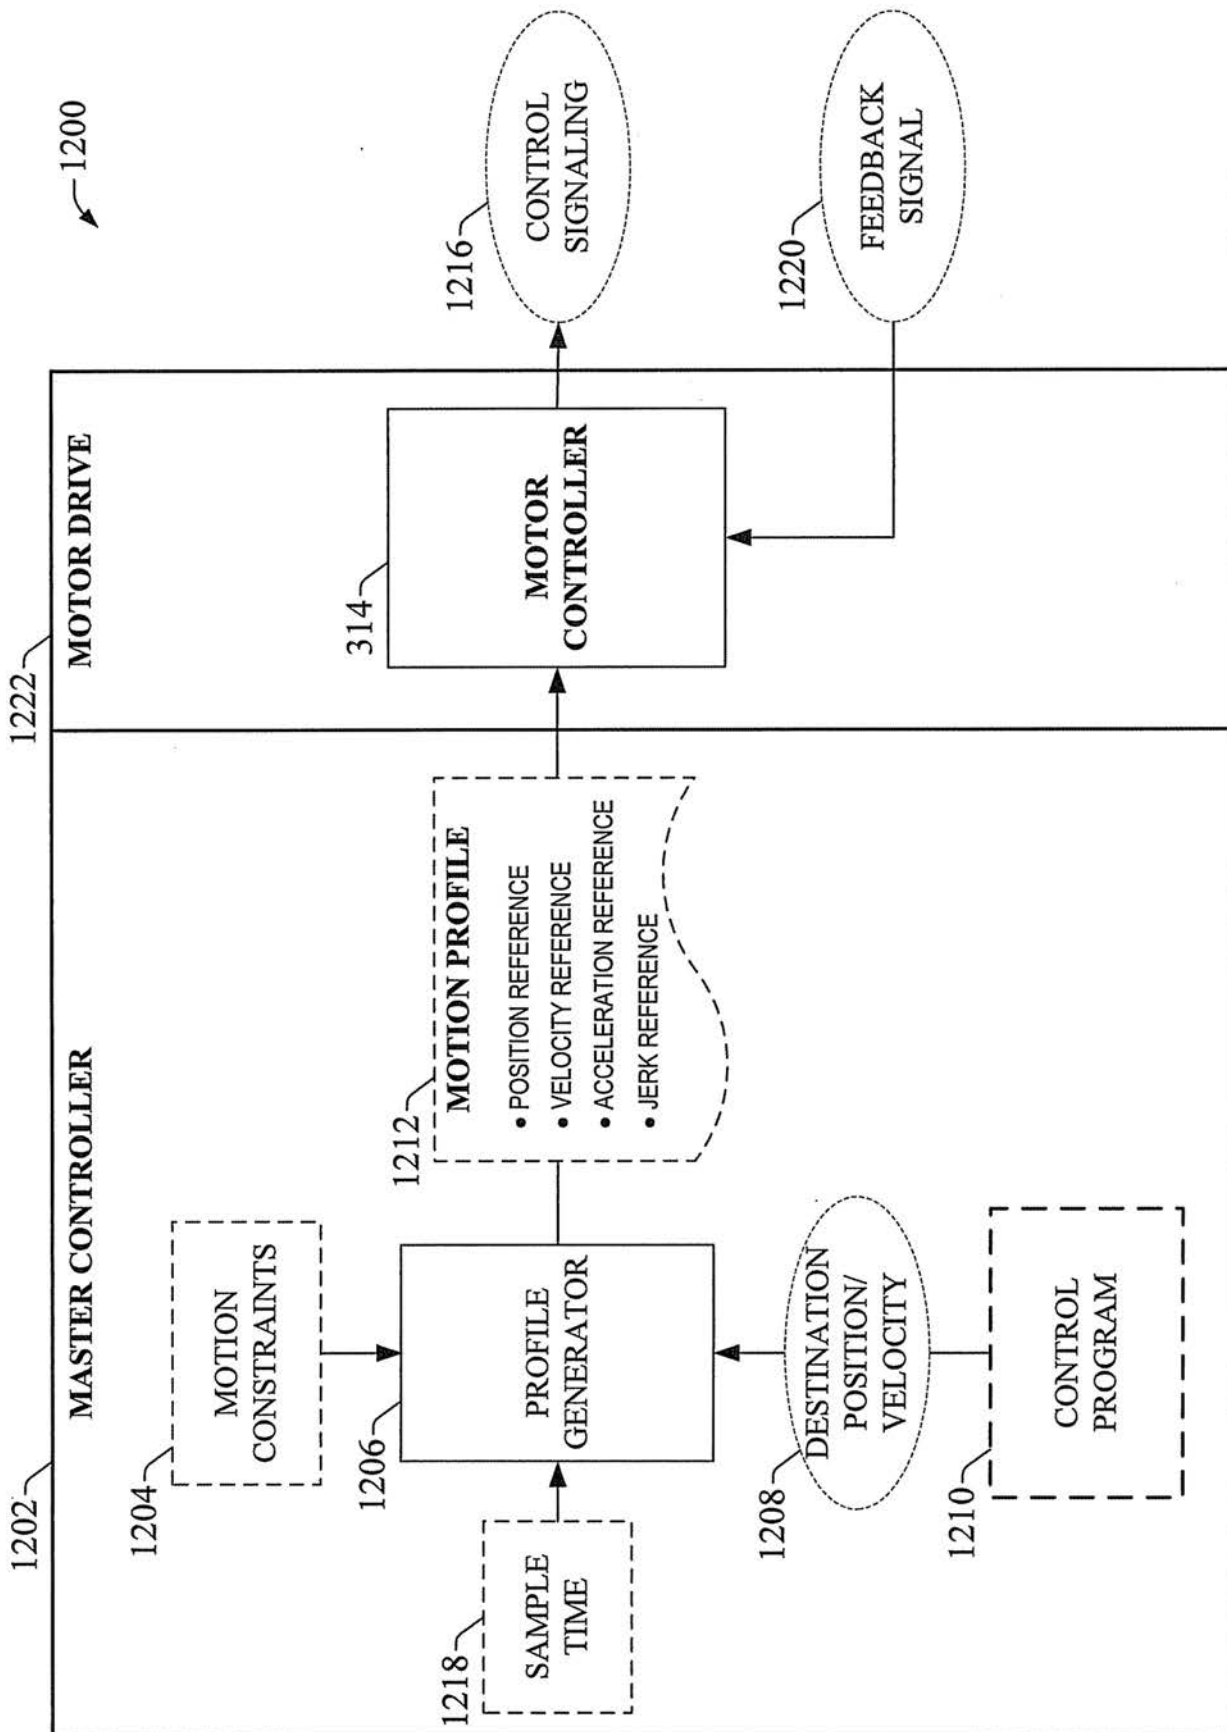 1200
1202
MASTER CONTROLLER
1222
MOTOR DRIVE
1204
MOTION
CONSTRAINTS
1218
SAMPLE
TIME
1206
PROFILE
GENERATOR
1212
MOTION PROFILE
• POSITION REFERENCE
• VELOCITY REFERENCE
• ACCELERATION REFERENCE
• JERK REFERENCE
314
MOTOR
CONTROLLER
1216
CONTROL
SIGNALING
1208
DESTINATION
POSITION/
VELOCITY
1220
FEEDBACK
SIGNAL
1210
CONTROL
PROGRAM